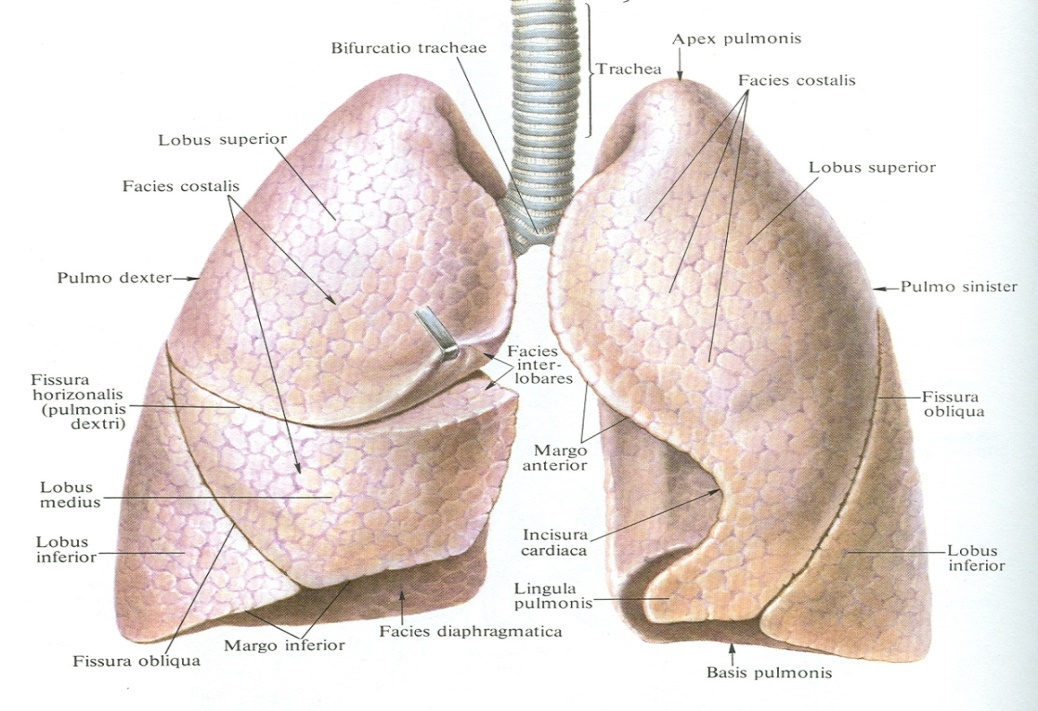 Bifurcatio tracheae
Trachea
Apex pulmonis
Facies costalis
Lobus superior
Facies costalis
Lobus superior
Pulmo dexter
Pulmo sinister
Facies
inter-
lobares
Fissura
horizonalis
(pulmonis
dextri)
Fissura
obliqua
Margo
anterior
Lobus
medius
Incisura
cardiaca
Lobus
inferior
Lobus
inferior
Lingula
pulmonis
Facies diaphragmatica
Margo inferior
Fissura obliqua
Basis pulmonis